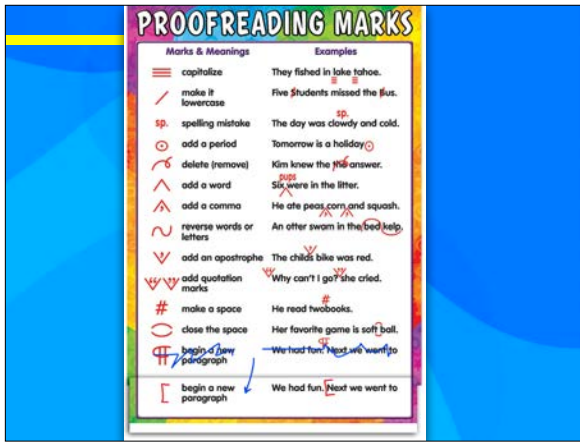 PROOFREADING MARKS
Marks & Meanings Examples
capitalize They fished in lake tahoe.
make it Five Students missed the Bus.
lowercase
sp. spelling mistake sp.
The day was clowdy and cold.
add a period Tomorrow is a holiday
delete (remove) Kim knew the the answer.
add a word pups
Six were in the litter.
add a comma He ate peas corn and squash.
reverse words or An otter swam in the bed kelp.
letters
add an apostrophe The childs bike was red.
add quotation Why can't I go? she cried.
marks
#
# make a space He read twobooks.
close the space Her favorite game is soft ball.
¶
¶ begin a new We had fun. Next we went to
paragraph
[ begin a new We had fun. [Next we went to
paragraph